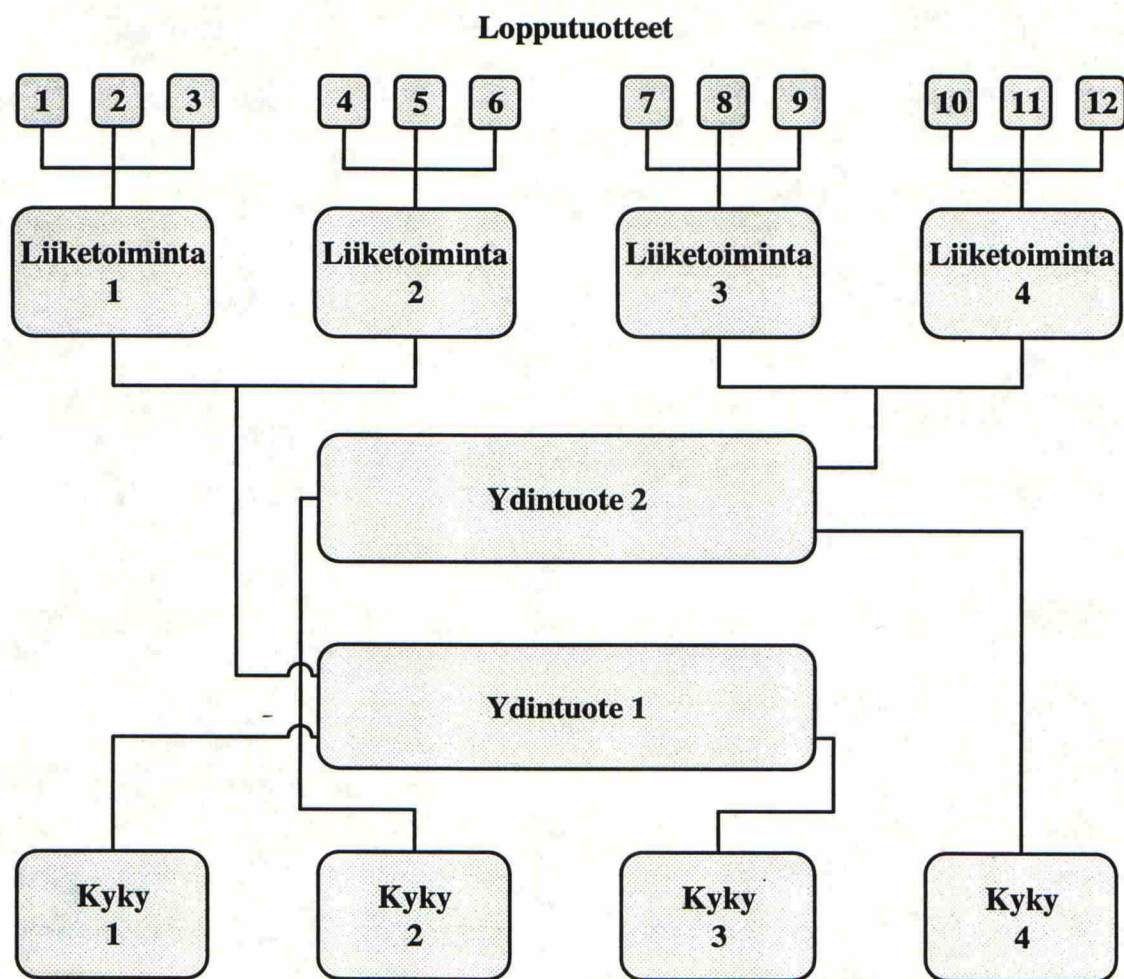 Lopputuotteet
1 2 3 4 5 6 7 8 9 10 11 12
Liiketoiminta 1
Liiketoiminta 2
Liiketoiminta 3
Liiketoiminta 4
Ydintuote 2
Ydintuote 1
Kyky 1
Kyky 2
Kyky 3
Kyky 4